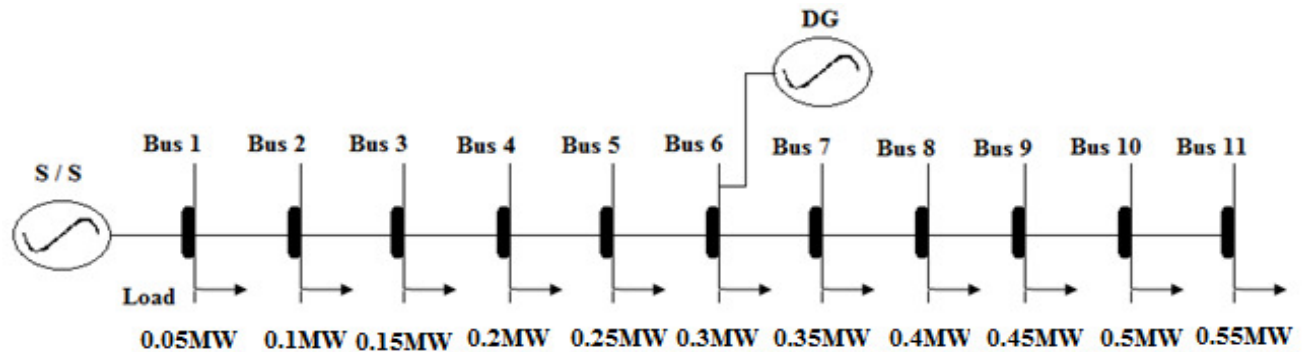 DG
Bus 1 Bus 2 Bus 3 Bus 4 Bus 5 Bus 6 Bus 7 Bus 8 Bus 9 Bus 10 Bus 11
S / S
Load
0.05MW 0.1MW 0.15MW 0.2MW 0.25MW 0.3MW 0.35MW 0.4MW 0.45MW 0.5MW 0.55MW